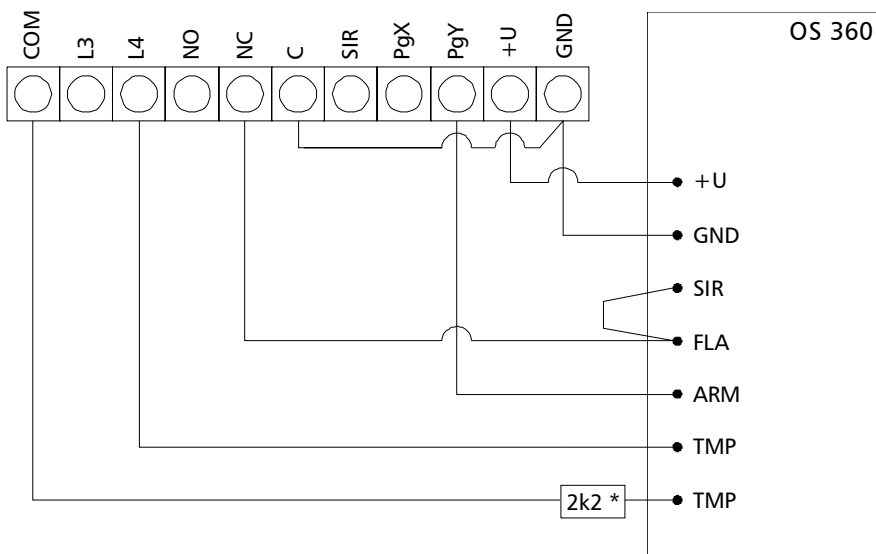 COM
L3
L4
NO
NC
C
SIR
PgX
PgY
+U
GND
OS 360
+U
GND
SIR
FLA
ARM
TMP
2k2 *
TMP